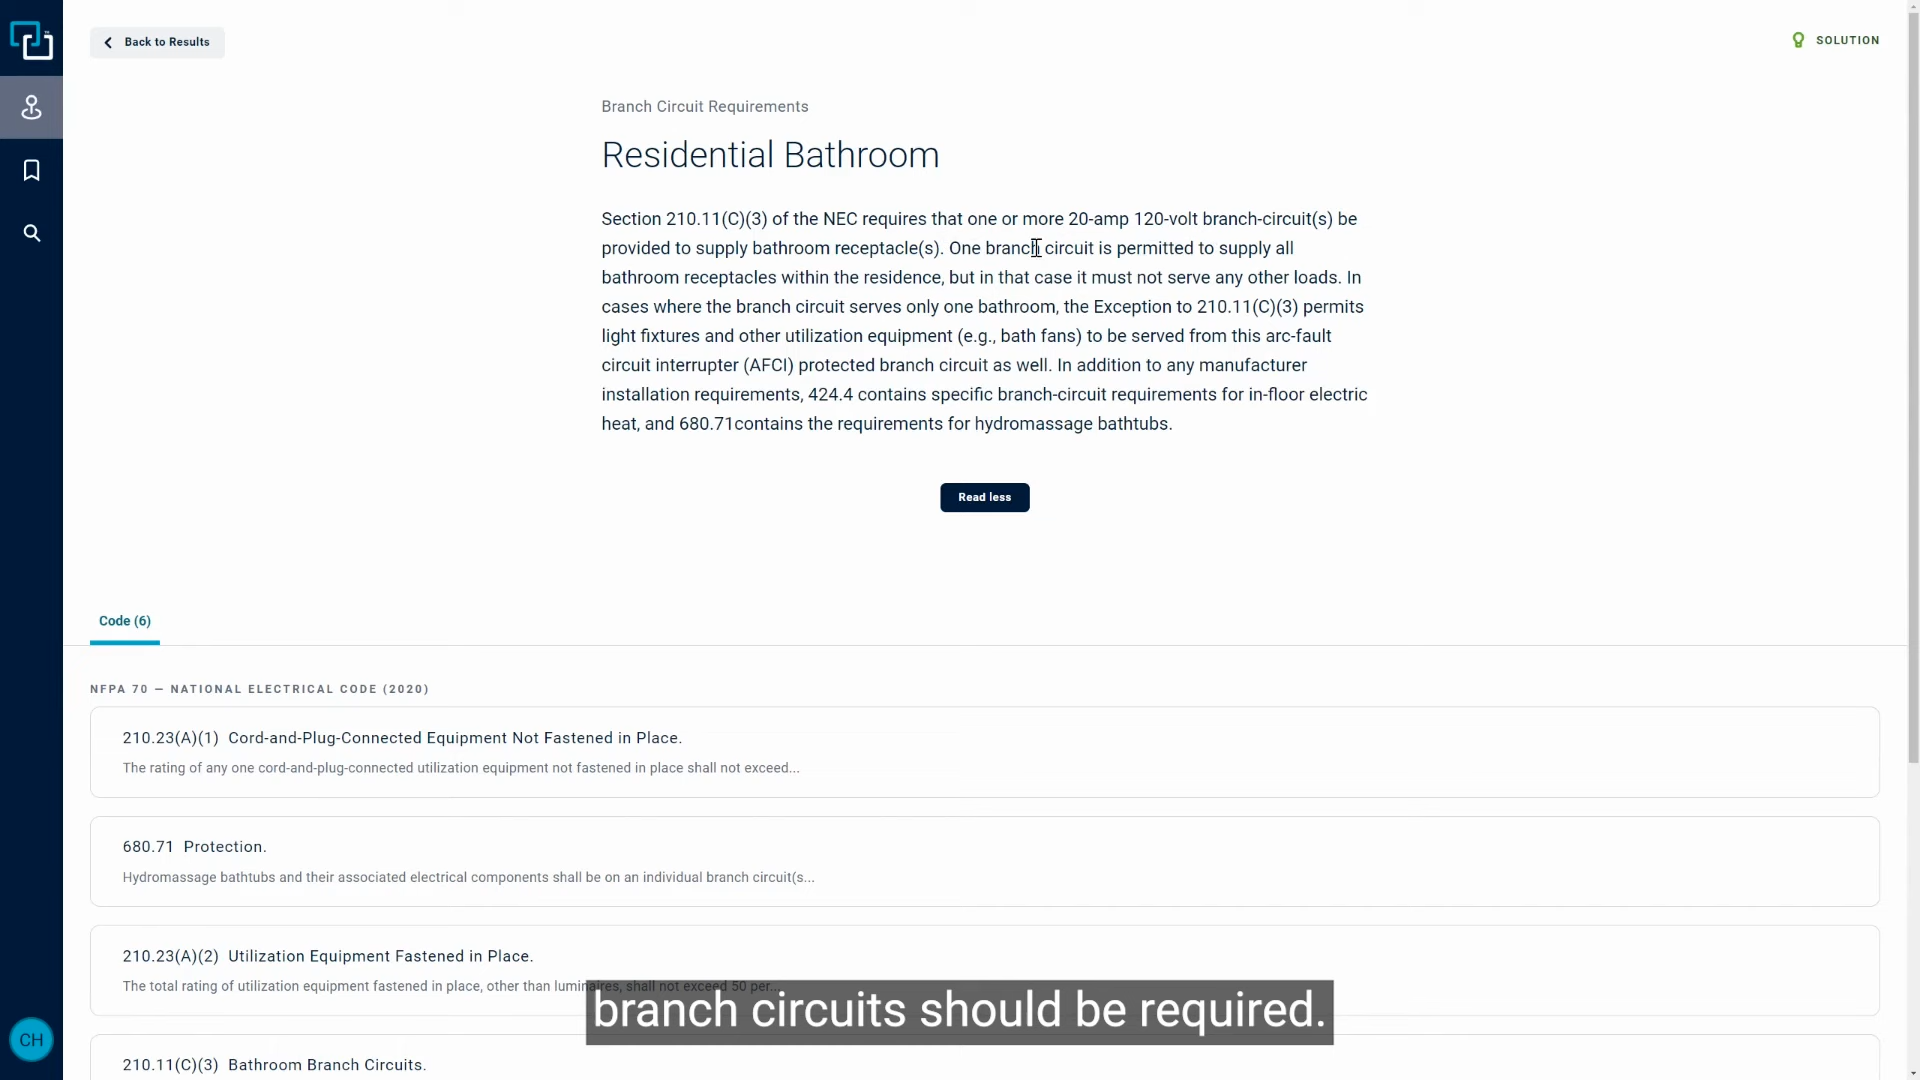 Back to Results
SOLUTION
Branch Circuit Requirements
Residential Bathroom
Section 210.11(C)(3) of the NEC requires that one or more 20-amp 120-volt branch-circuit(s) be
provided to supply bathroom receptacle(s). One branch circuit is permitted to supply all
bathroom receptacles within the residence, but in that case it must not serve any other loads. In
cases where the branch circuit serves only one bathroom, the Exception to 210.11(C)(3) permits
light fixtures and other utilization equipment (e.g., bath fans) to be served from this arc-fault
circuit interrupter (AFCI) protected branch circuit as well. In addition to any manufacturer
installation requirements, 424.4 contains specific branch-circuit requirements for in-floor electric
heat, and 680.71contains the requirements for hydromassage bathtubs.
Read less
Code (6)
NFPA 70 — NATIONAL ELECTRICAL CODE (2020)
210.23(A)(1) Cord-and-Plug-Connected Equipment Not Fastened in Place.
The rating of any one cord-and-plug-connected utilization equipment not fastened in place shall not exceed...
680.71 Protection.
Hydromassage bathtubs and their associated electrical components shall be on an individual branch circuit(s...
210.23(A)(2) Utilization Equipment Fastened in Place.
The total rating of utilization equipment fastened in place, other than luminaires, shall not exceed 50 per...
branch circuits should be required.
CH
210.11(C)(3) Bathroom Branch Circuits.